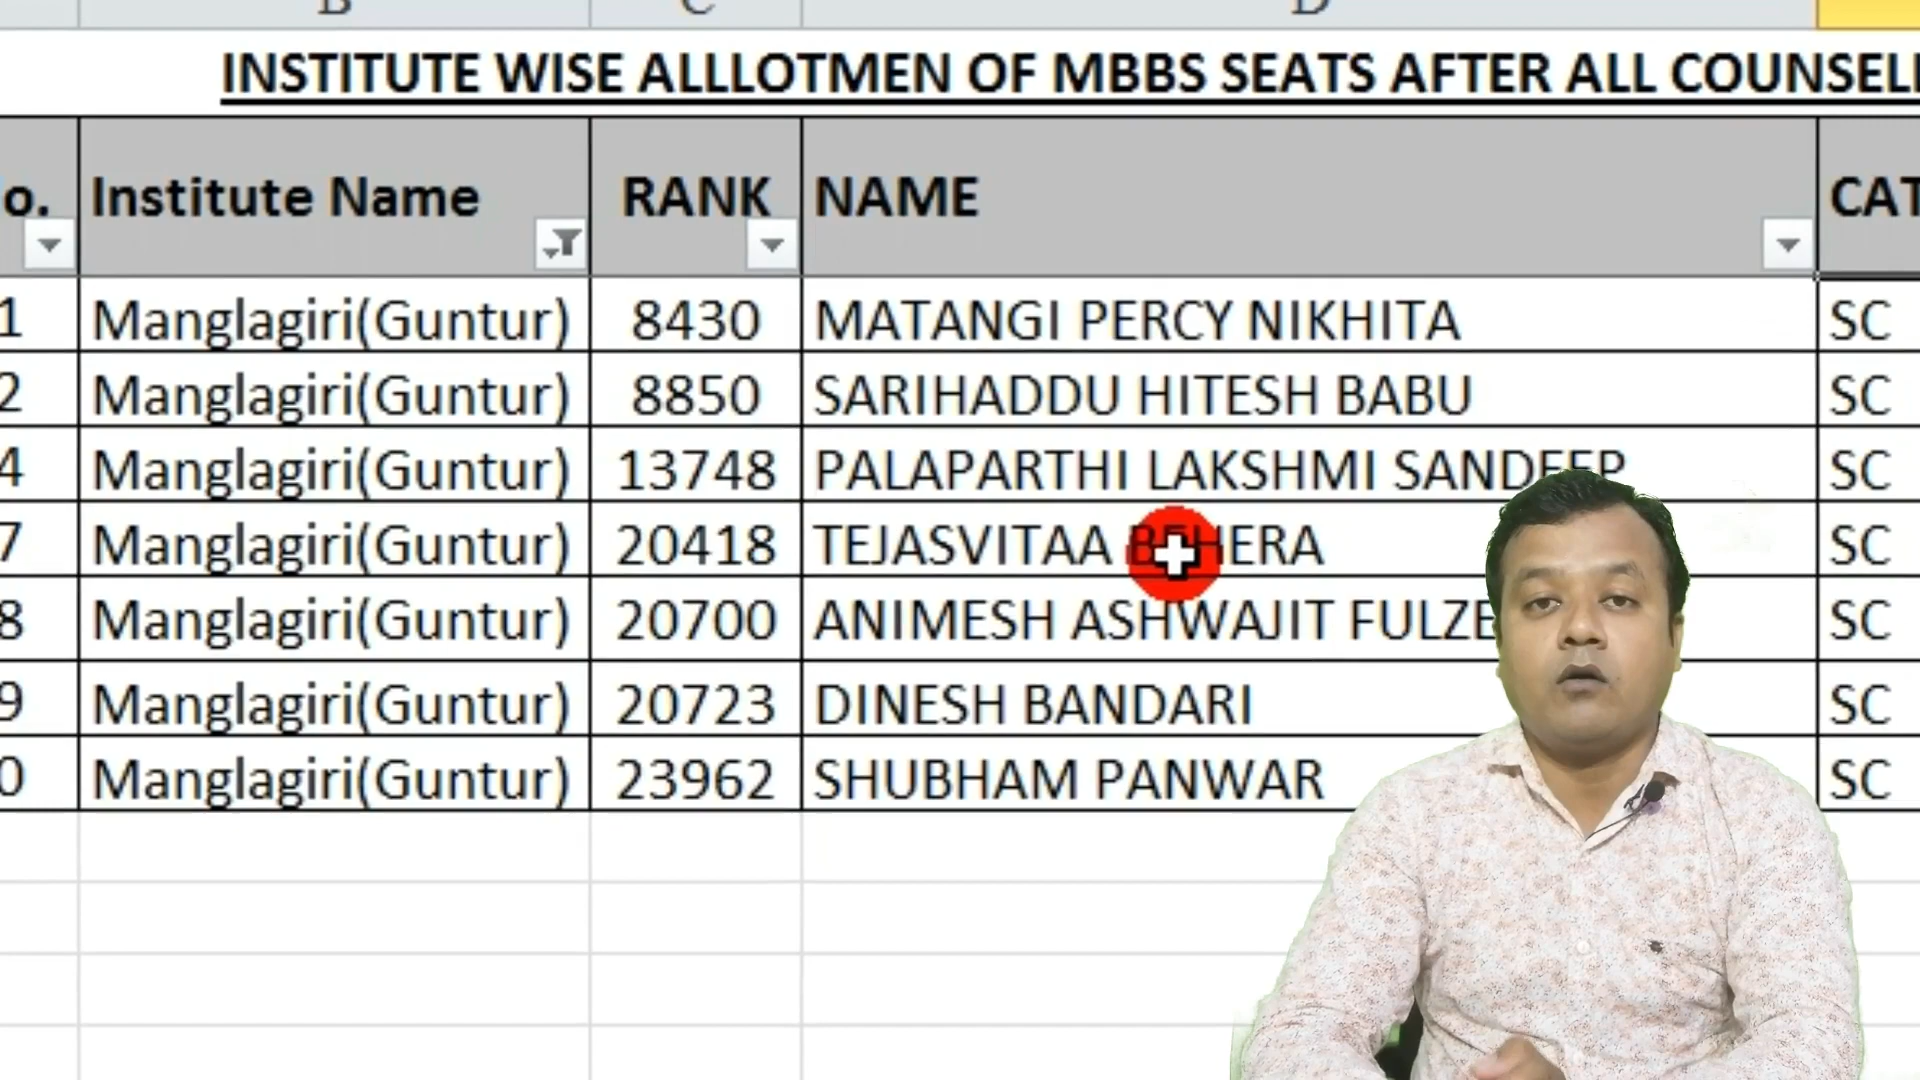 B C D
INSTITUTE WISE ALLLOTMEN OF MBBS SEATS AFTER ALL
o. Institute Name RANK NAME CAT
1 Manglagiri(Guntur) 8430 MATANGI PERCY NIKHITA SC
2 Manglagiri(Guntur) 8850 SARIHADDU HITESH BABU SC
4 Manglagiri(Guntur) 13748 PALAPARTHI LAKSHMI SANDEEP SC
7 Manglagiri(Guntur) 20418 TEJASVITAA BEHERA SC
8 Manglagiri(Guntur) 20700 ANIMESH ASHWAJIT SC
9 Manglagiri(Guntur) 20723 DINESH BANDARI SC
0 Manglagiri(Guntur) 23962 SHUBHAM PANWAR SC